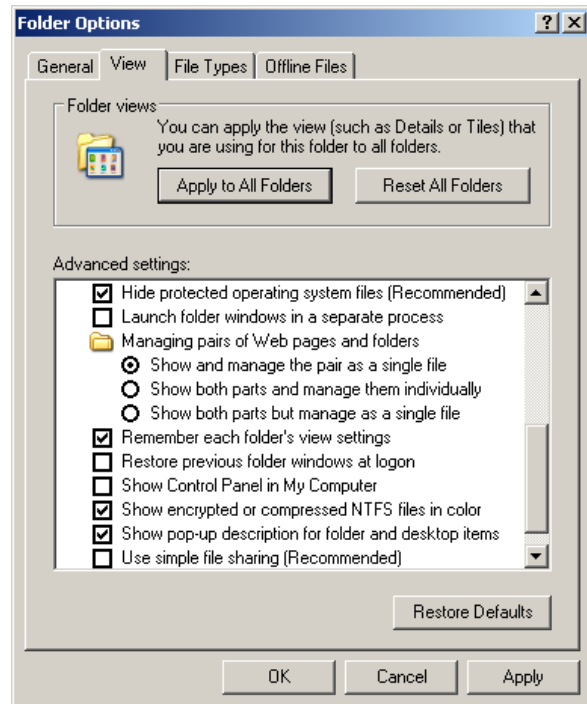 Folder Options
General
View
File Types
Offline Files
Folder views
You can apply the view (such as Details or Tiles) that
you are using for this folder to all folders.
Apply to All Folders
Reset All Folders
Advanced settings:
Hide protected operating system files (Recommended)
Launch folder windows in a separate process
Managing pairs of Web pages and folders
Show and manage the pair as a single file
Show both parts and manage them individually
Show both parts but manage as a single file
Remember each folder's view settings
Restore previous folder windows at logon
Show Control Panel in My Computer
Show encrypted or compressed NTFS files in color
Show pop-up description for folder and desktop items
Use simple file sharing (Recommended)
Restore Defaults
OK
Cancel
Apply